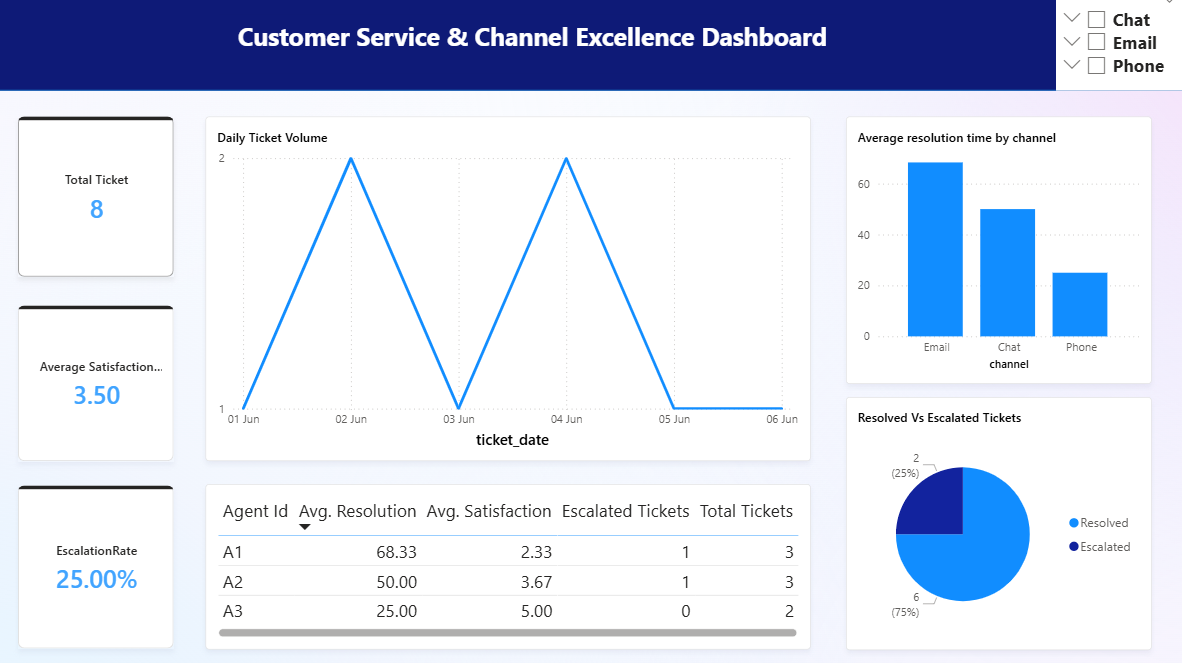 Customer Service & Channel Excellence Dashboard
Chat
Email
Phone
Total Ticket
8
Average Satisfaction...
3.50
EscalationRate
25.00%
Daily Ticket Volume
2
1
01 Jun 02 Jun 03 Jun 04 Jun 05 Jun 06 Jun
ticket_date
Agent Id Avg. Resolution Avg. Satisfaction Escalated Tickets Total Tickets
A1 68.33 2.33 1 3
A2 50.00 3.67 1 3
A3 25.00 5.00 0 2
Average resolution time by channel
60
40
20
0
Email Chat Phone
channel
Resolved Vs Escalated Tickets
2
(25%)
6
(75%)
Resolved
Escalated